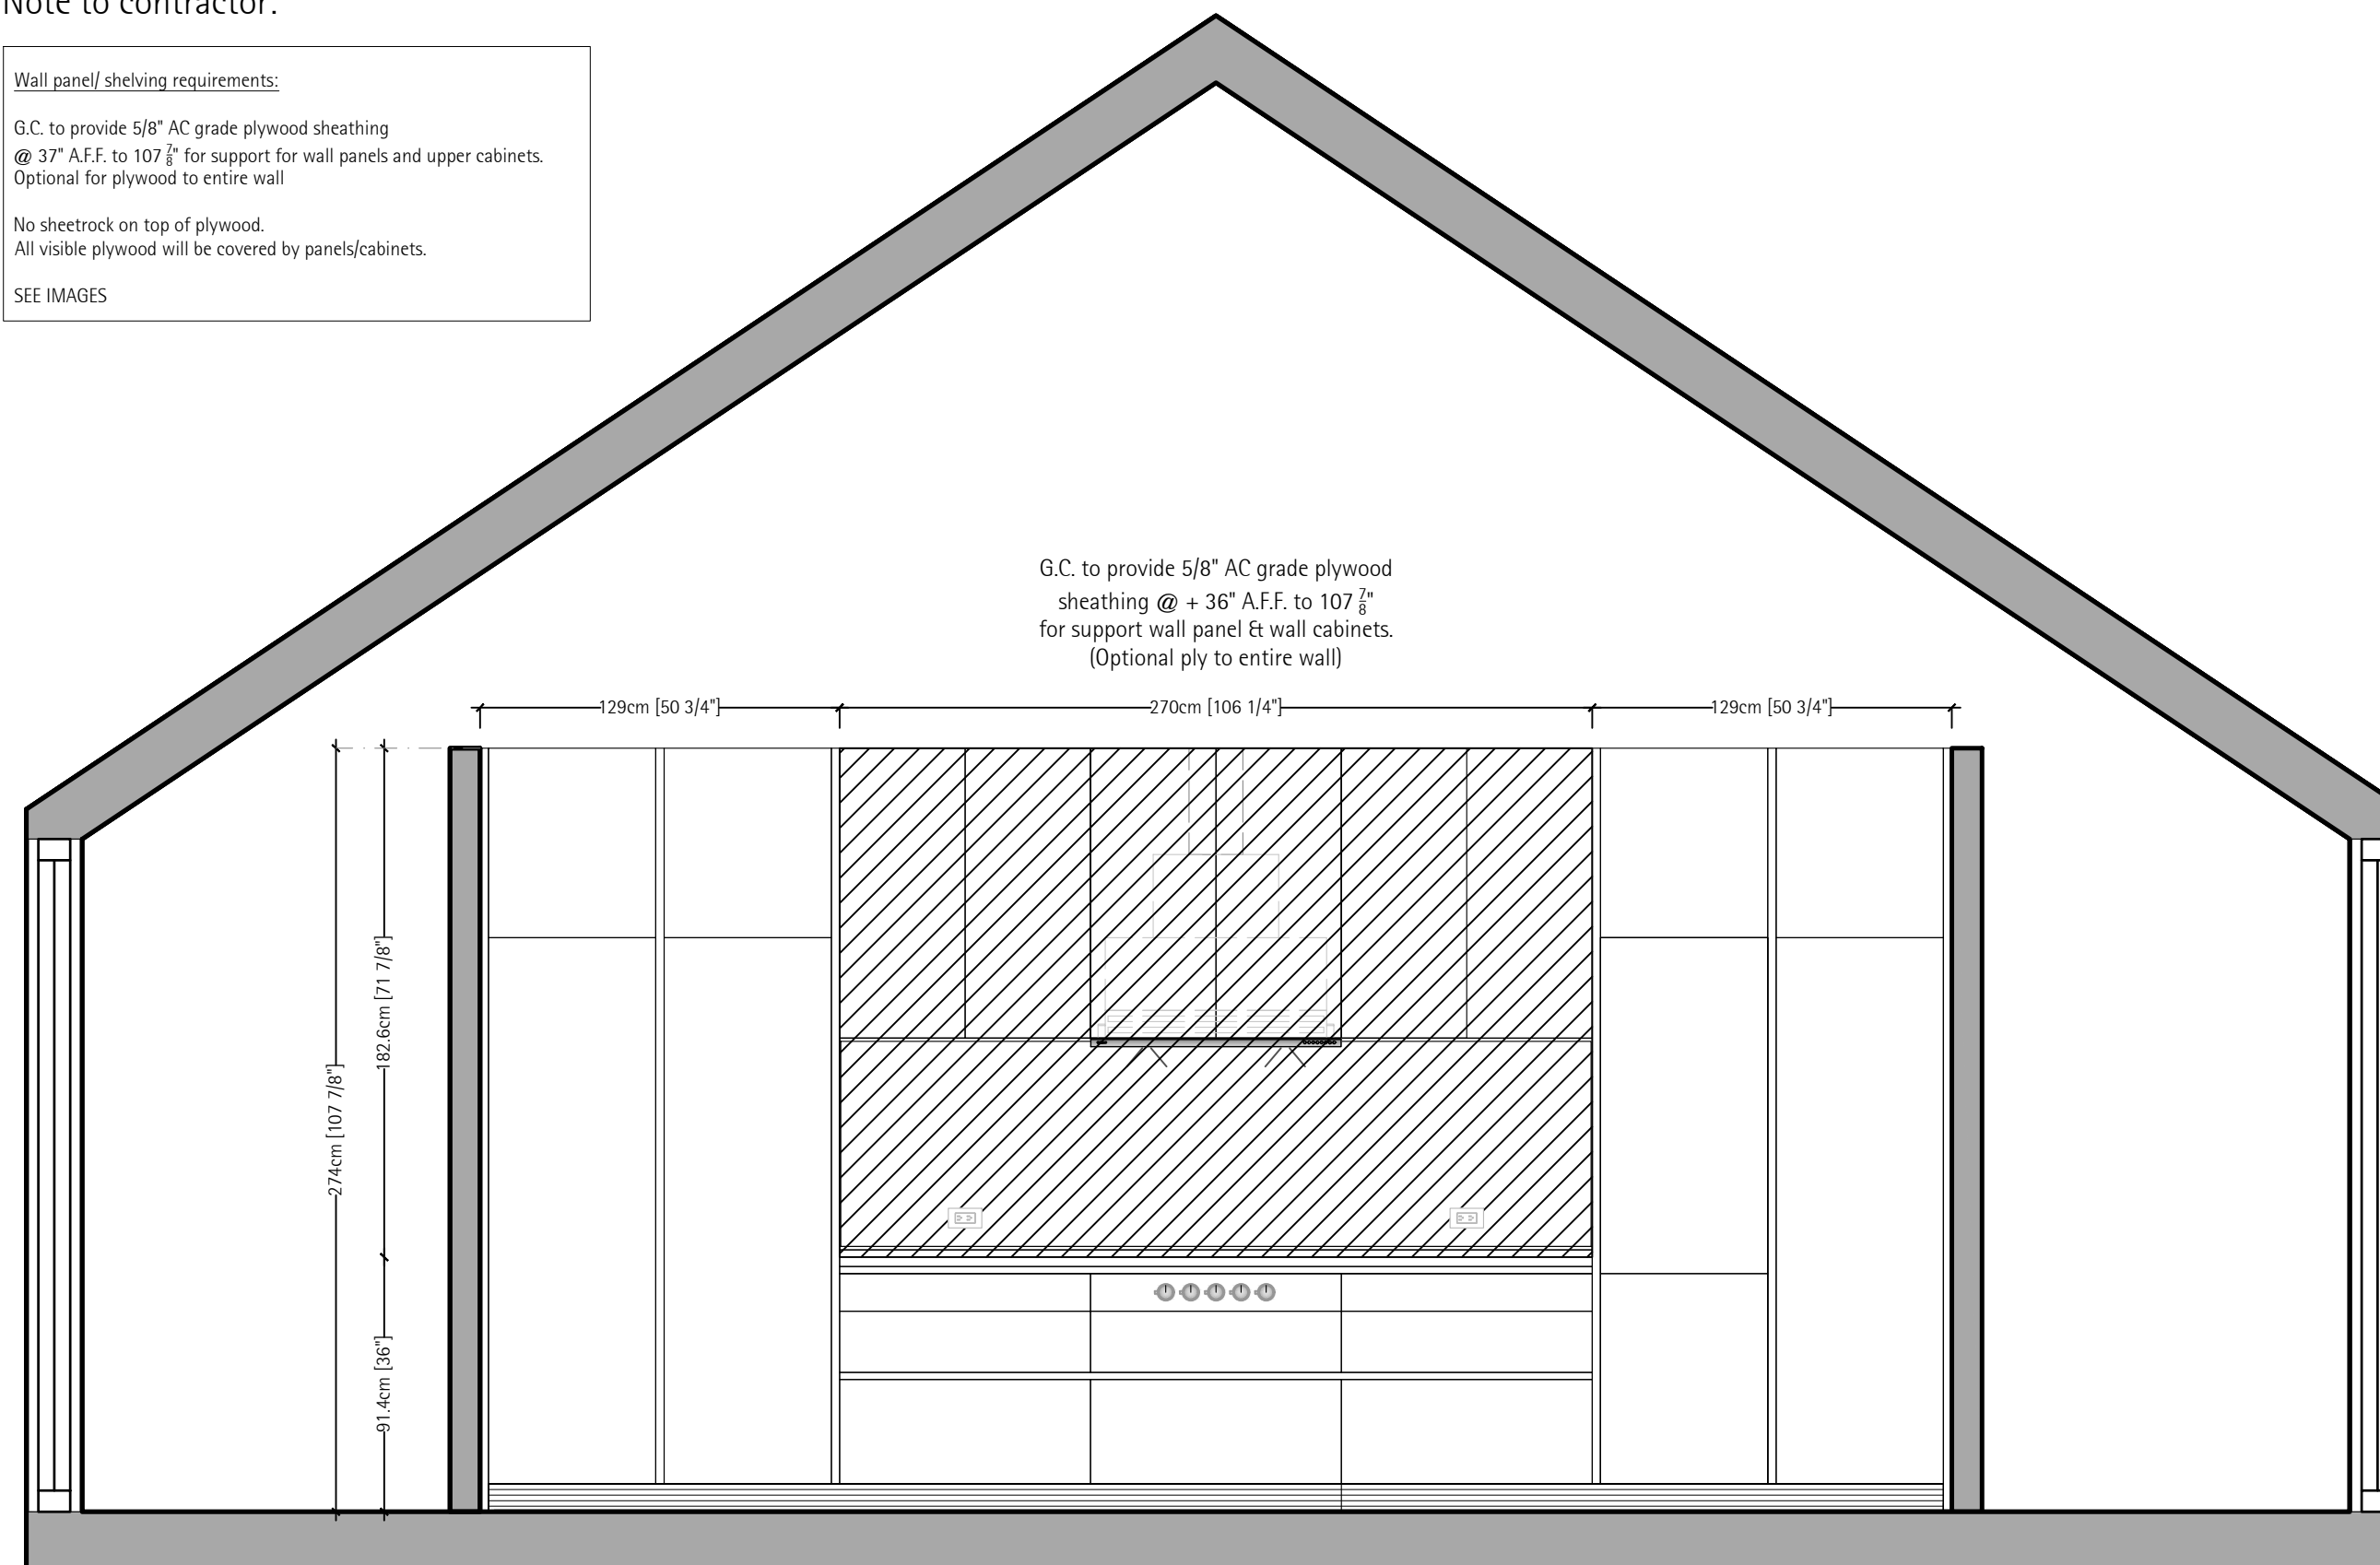 Note to contractor:
Wall panel/ shelving requirements:
G.C. to provide 5/8" AC grade plywood sheathing
@ 37" A.F.F. to 107 7/8" for support for wall panels and upper cabinets.
Optional for plywood to entire wall
No sheetrock on top of plywood.
All visible plywood will be covered by panels/cabinets.
SEE IMAGES
G.C. to provide 5/8" AC grade plywood
sheathing @ + 36" A.F.F. to 107 7/8"
for support wall panel & wall cabinets.
(Optional ply to entire wall)
129cm [50 3/4"]
270cm [106 1/4"]
129cm [50 3/4"]
274cm [107 7/8"]
182.6cm [71 7/8"]
91.4cm [36"]